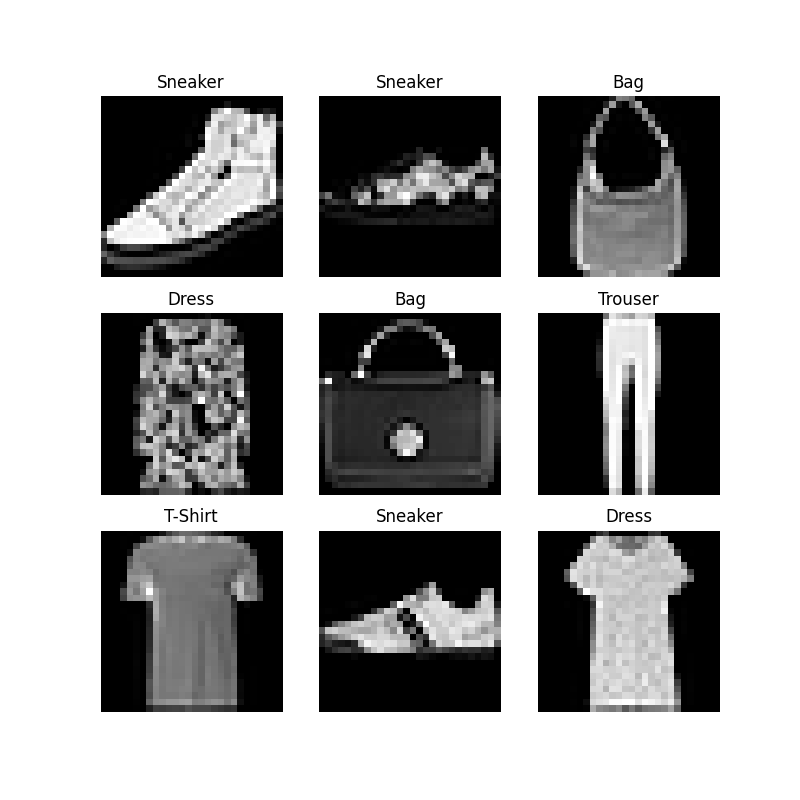 Sneaker
Sneaker
Bag
Dress
Bag
Trouser
T-Shirt
Sneaker
Dress